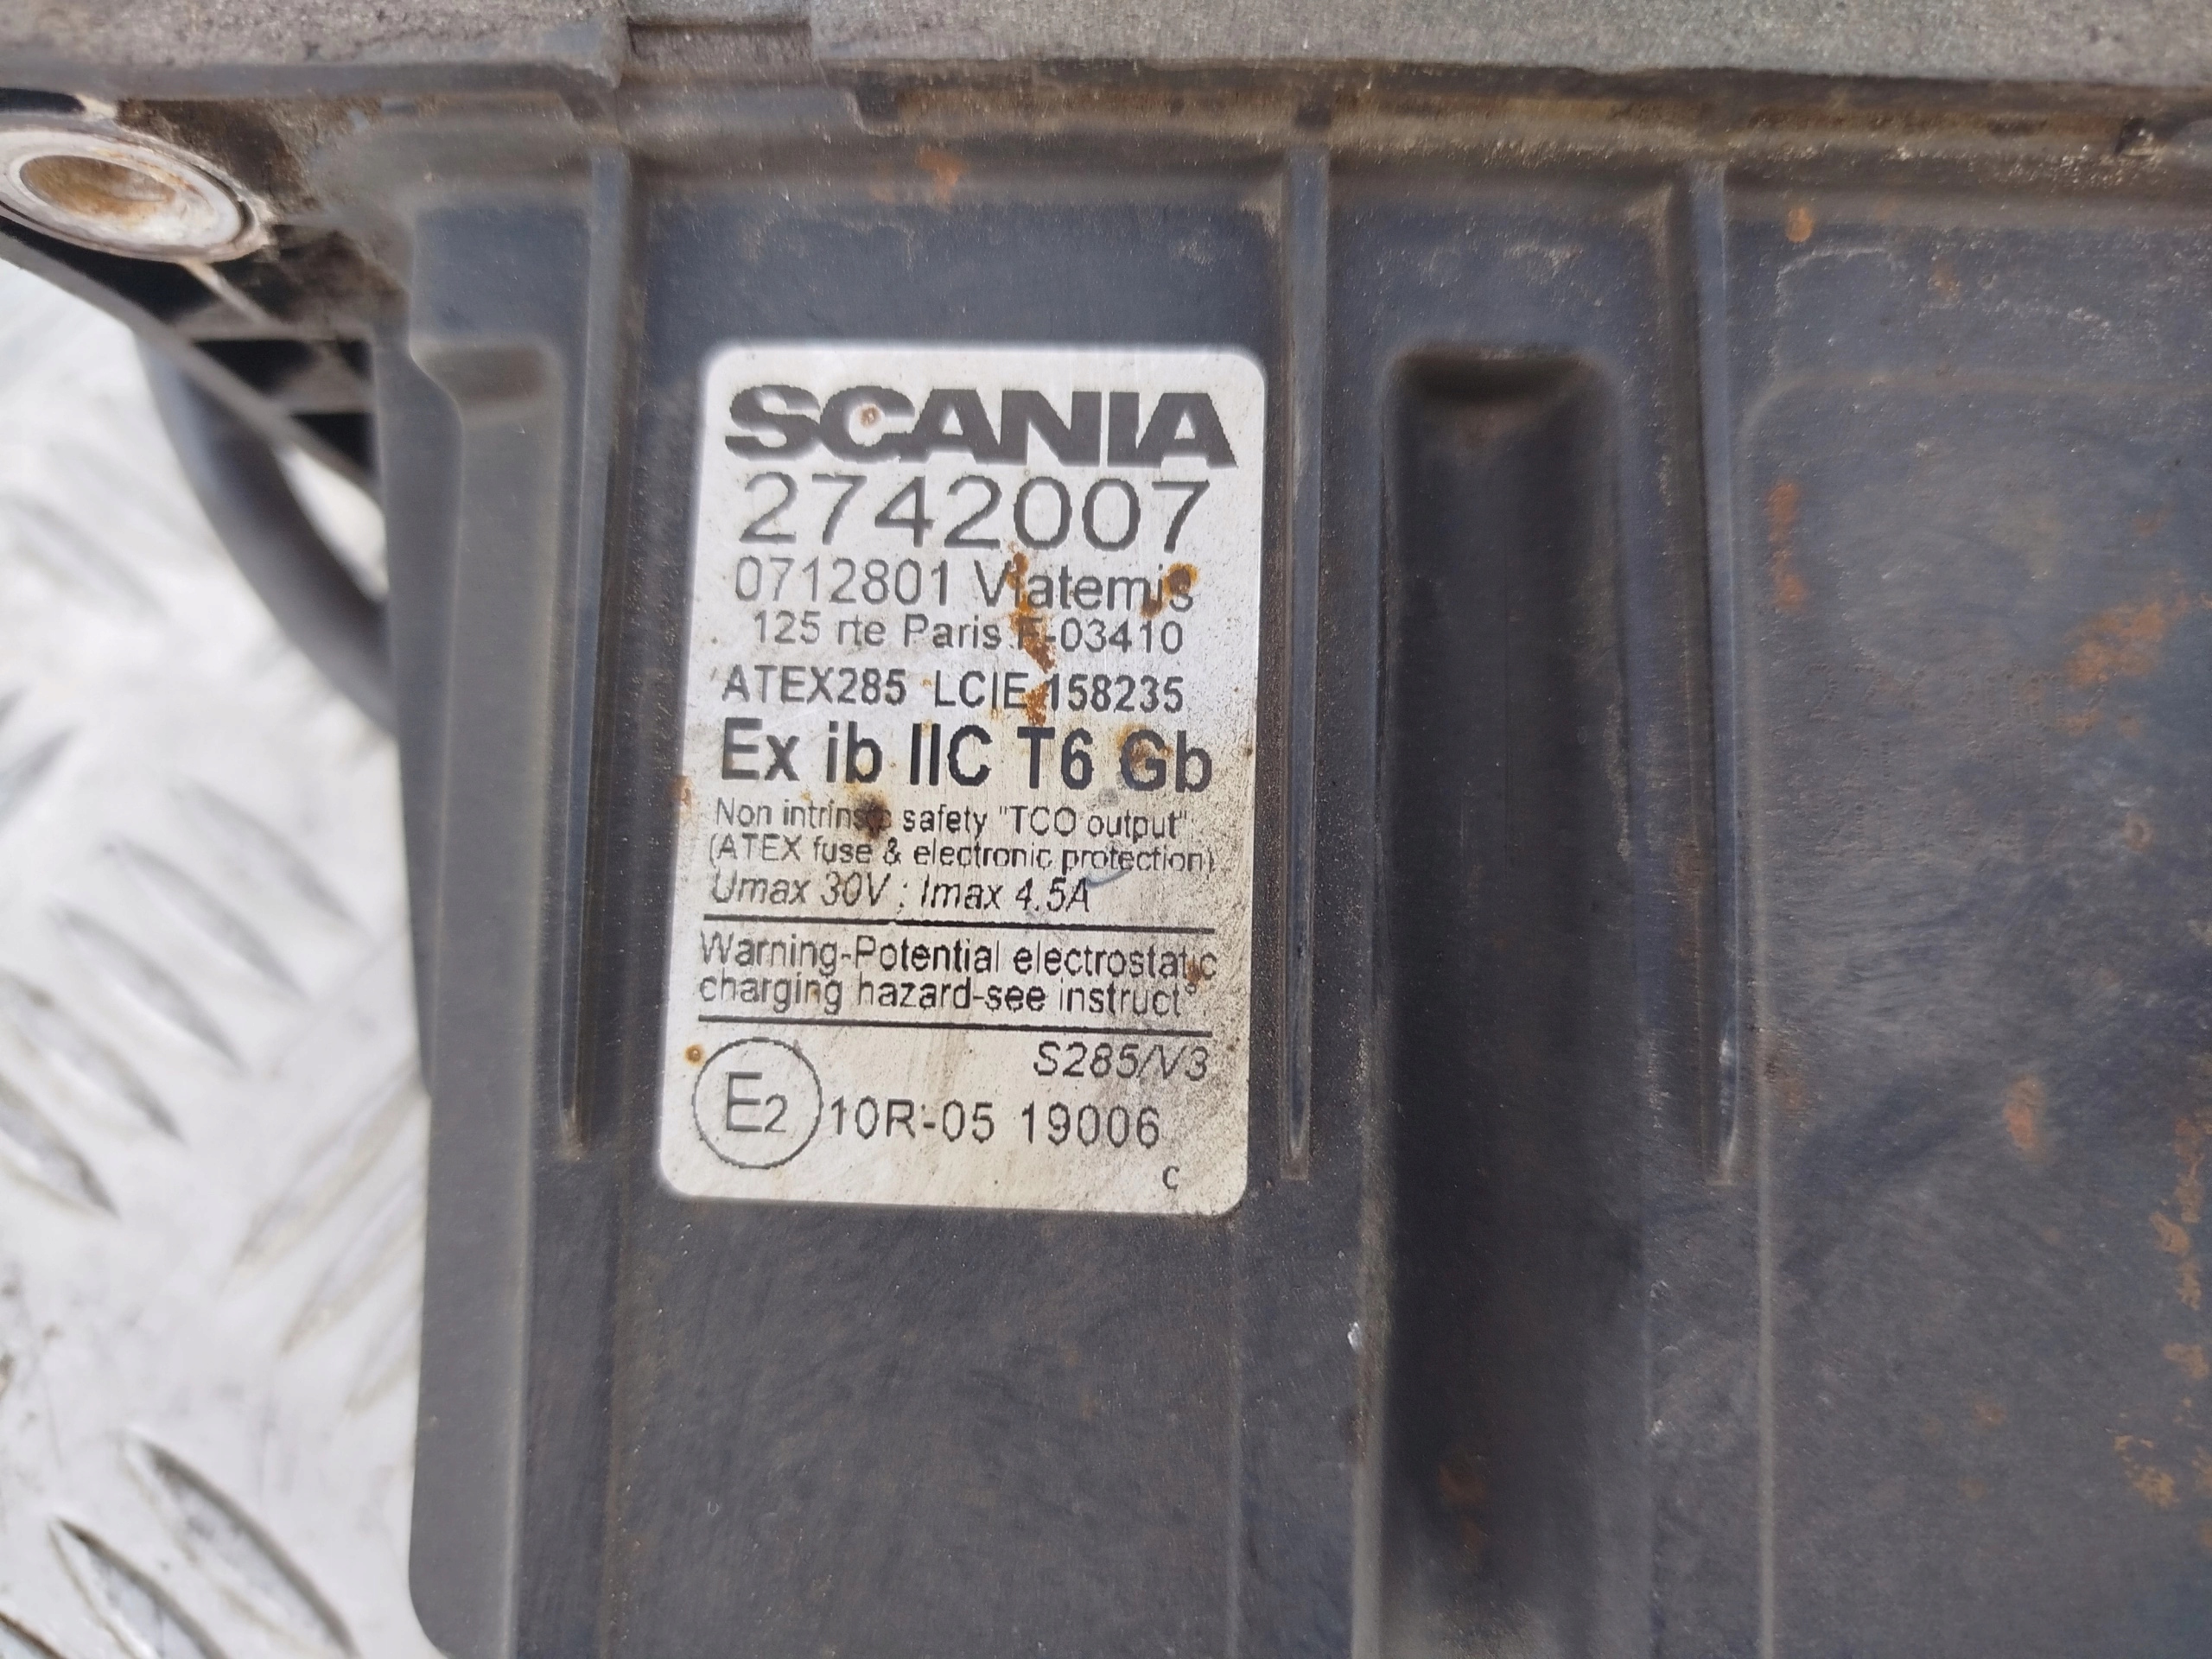 SCANIA
2742007
0712801 Viatemis
125 rte Paris F-03410
ATEX285 LCIE 158235
Ex ib IIC T6 Gb
Non intrinsic safety "TCO output"
(ATEX fuse & electronic protection)
Umax 30V ; Imax 4.5A
Warning-Potential electrostatic
charging hazard-see instruct°
S285/V3
E2 10R-05 19006
C